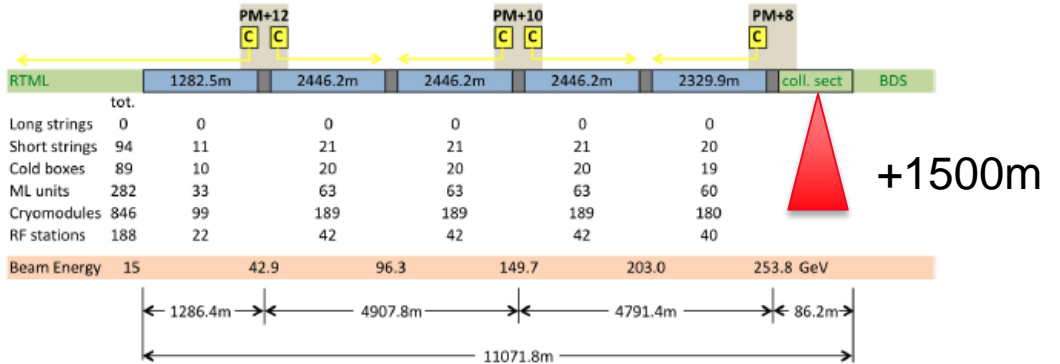 PM+12 PM+10 PM+8
C C C C C
RTML 1282.5m 2446.2m 2446.2m 2446.2m 2329.9m coll. sect BDS
tot.
Long strings 0 0 0 0 0 0
Short strings 94 11 21 21 21 20
Cold boxes 89 10 20 20 20 19
+1500m
ML units 282 33 63 63 63 60
Cryomodules 846 99 189 189 189 180
RF stations 188 22 42 42 42 40
Beam Energy 15 42.9 96.3 149.7 203.0 253.8 GeV
1286.4m 4907.8m 4791.4m 86.2m
11071.8m